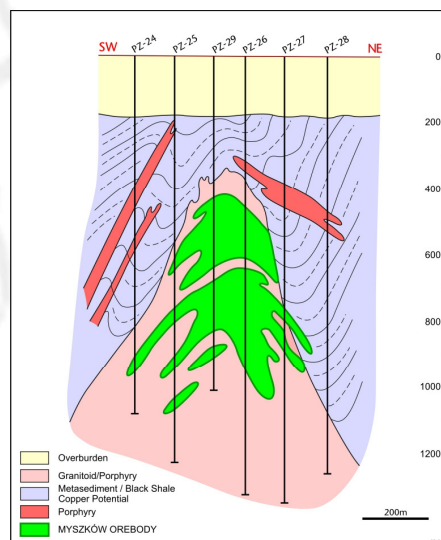 SW PZ-24 PZ-25 PZ-29 PZ-26 PZ-27 PZ-28 NE
0
200
400
600
800
1000
1200
Overburden
Granitoid/Porphyry
Metasediment / Black Shale
Copper Potential
Porphyry
MYSZKÓW OREBODY
200m